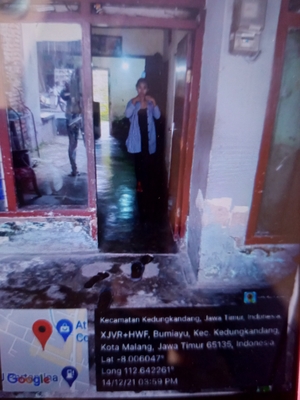 Kecamatan Kedungkandang, Jawa Timur, Indonesia
XJVR+HWF, Bumiayu, Kec. Kedungkandang,
Kota Malang, Jawa Timur 65135, Indonesia
Lat -8.006047°
Long 112.642261°
14/12/21 03:59 PM
Google